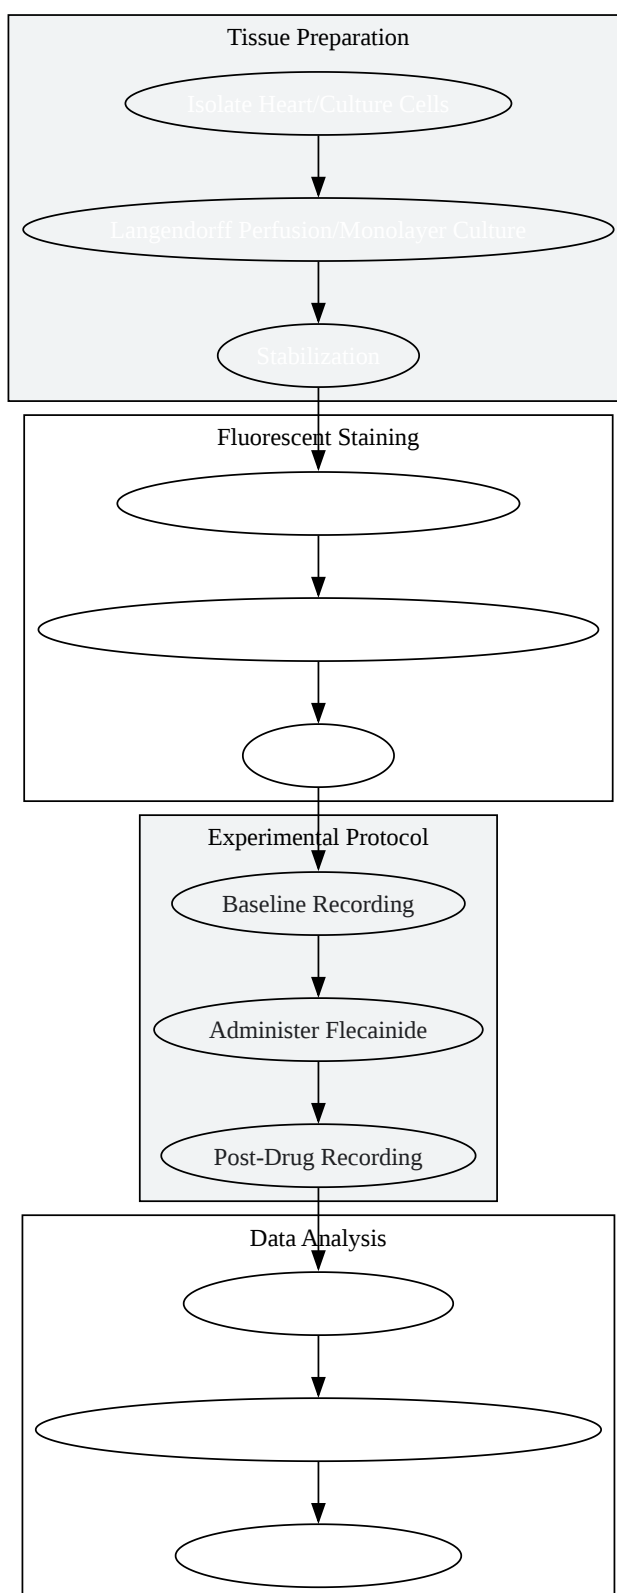 Tissue Preparation
Isolate Heart/Culture Cells
Langendorff Perfusion/Monolayer Culture
Stabilization
Fluorescent Staining
Experimental Protocol
Baseline Recording
Administer Flecainide
Post-Drug Recording
Data Analysis